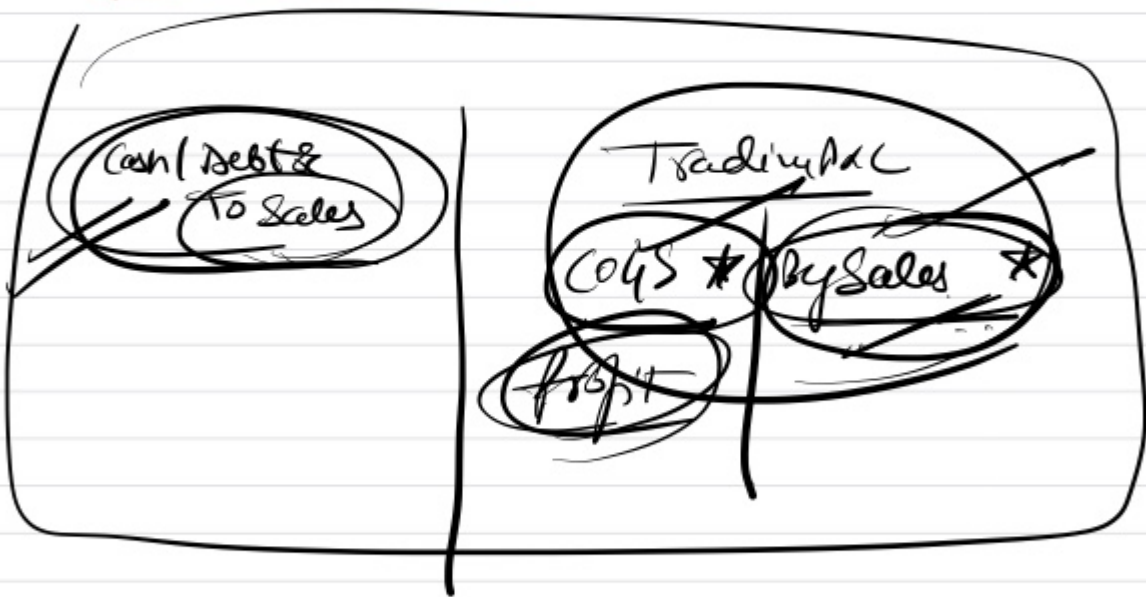 Cash/ Debt &
To Sales
Trading A/C
COGS ★ By Sales ★
Profit